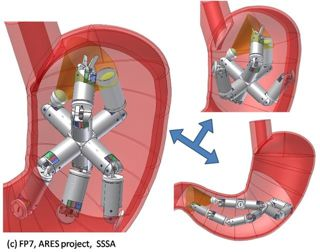 (c) FP7, ARES project, SSSA